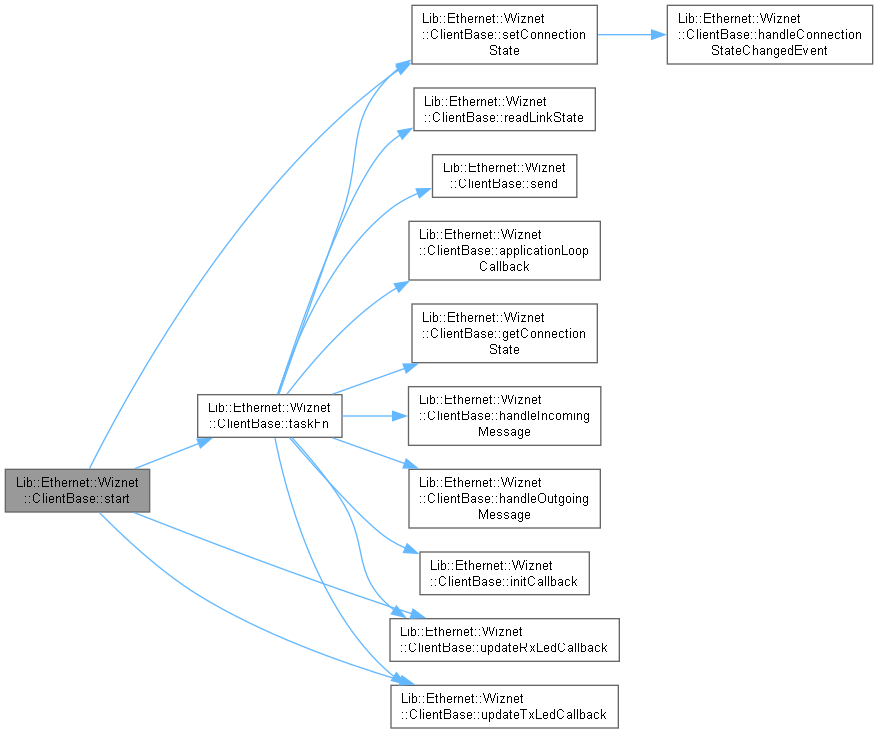 Lib::Ethernet::Wiznet
::ClientBase::setConnection
State
Lib::Ethernet::Wiznet
::ClientBase::handleConnection
StateChangedEvent
Lib::Ethernet::Wiznet
::ClientBase::readLinkState
Lib::Ethernet::Wiznet
::ClientBase::send
Lib::Ethernet::Wiznet
::ClientBase::applicationLoop
Callback
Lib::Ethernet::Wiznet
::ClientBase::getConnection
State
Lib::Ethernet::Wiznet
::ClientBase::taskFn
Lib::Ethernet::Wiznet
::ClientBase::handleIncoming
Message
Lib::Ethernet::Wiznet
::ClientBase::start
Lib::Ethernet::Wiznet
::ClientBase::handleOutgoing
Message
Lib::Ethernet::Wiznet
::ClientBase::initCallback
Lib::Ethernet::Wiznet
::ClientBase::updateRxLedCallback
Lib::Ethernet::Wiznet
::ClientBase::updateTxLedCallback